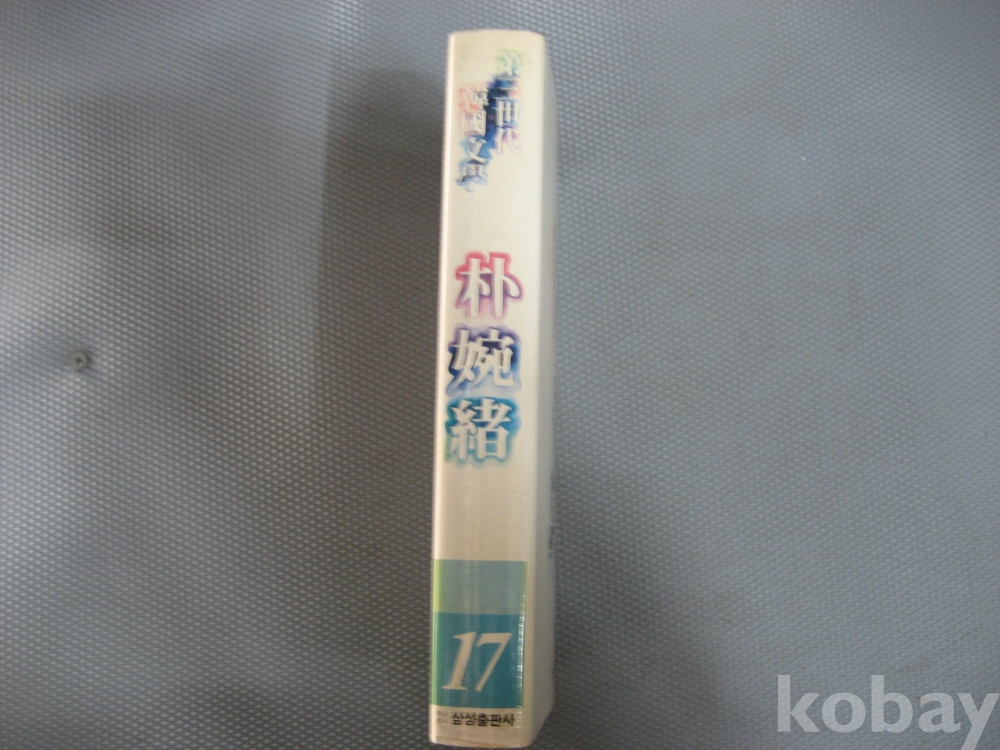 第三世代
韓國文學
朴婉緖
17
삼성출판사
kobay